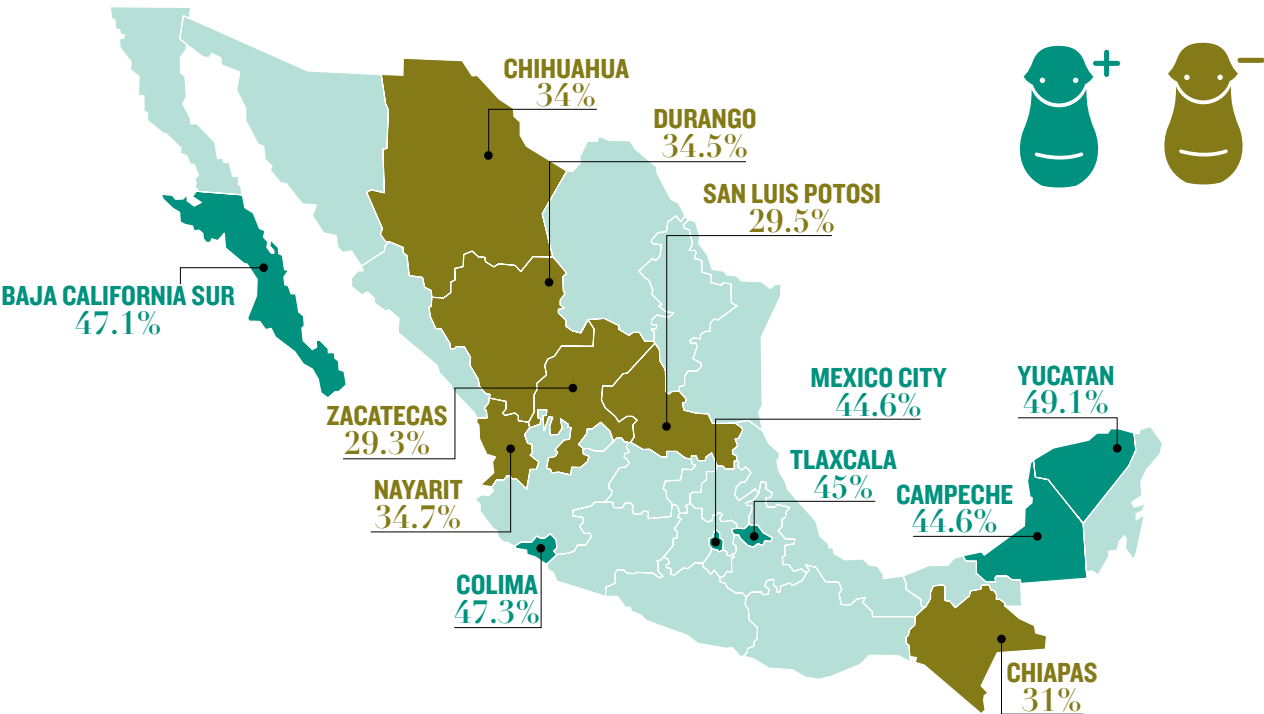 CHIHUAHUA
34%
DURANGO
34.5%
SAN LUIS POTOSI
29.5%
BAJA CALIFORNIA SUR
47.1%
MEXICO CITY
44.6%
YUCATAN
49.1%
ZACATECAS
29.3%
TLAXCALA
45%
NAYARIT
34.7%
CAMPECHE
44.6%
COLIMA
47.3%
CHIAPAS
31%
+
−